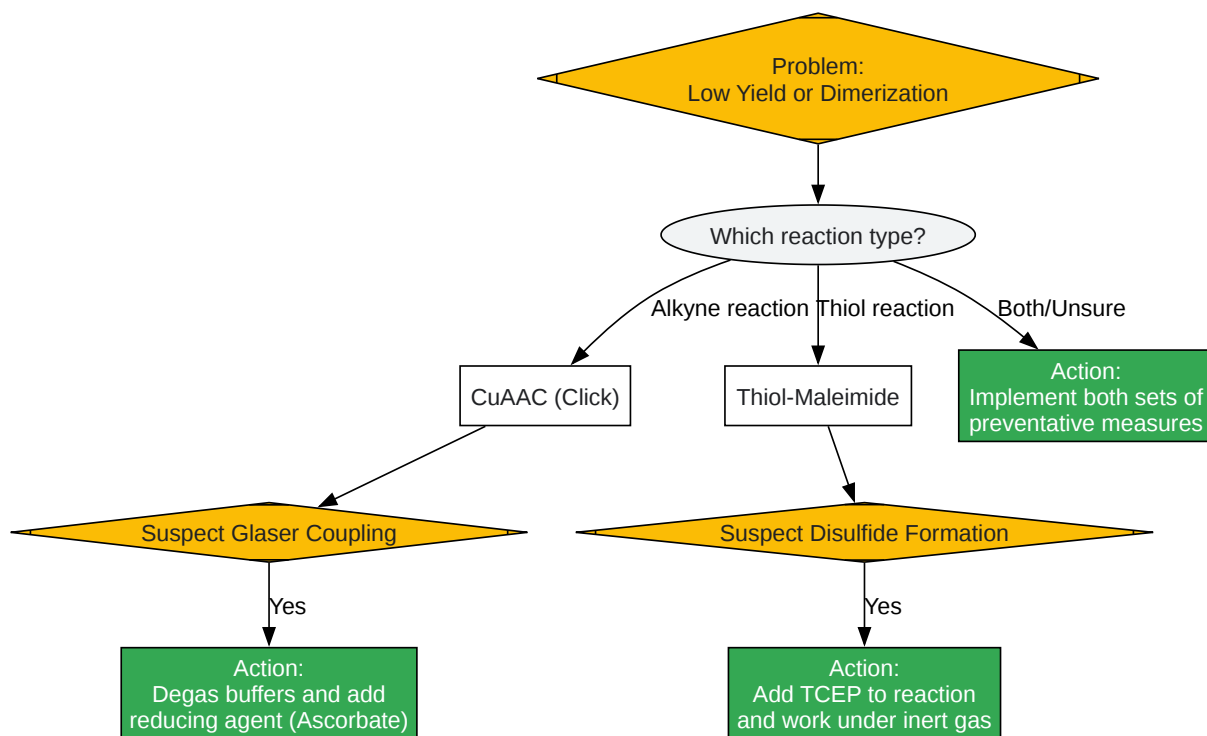 Problem:
Low Yield or Dimerization
Which reaction type?
Alkyne reaction
Thiol reaction
Both/Unsure
CuAAC (Click)
Thiol-Maleimide
Action:
Implement both sets of
preventative measures
Suspect Glaser Coupling
Suspect Disulfide Formation
Yes
Yes
Action:
Degas buffers and add
reducing agent (Ascorbate)
Action:
Add TCEP to reaction
and work under inert gas